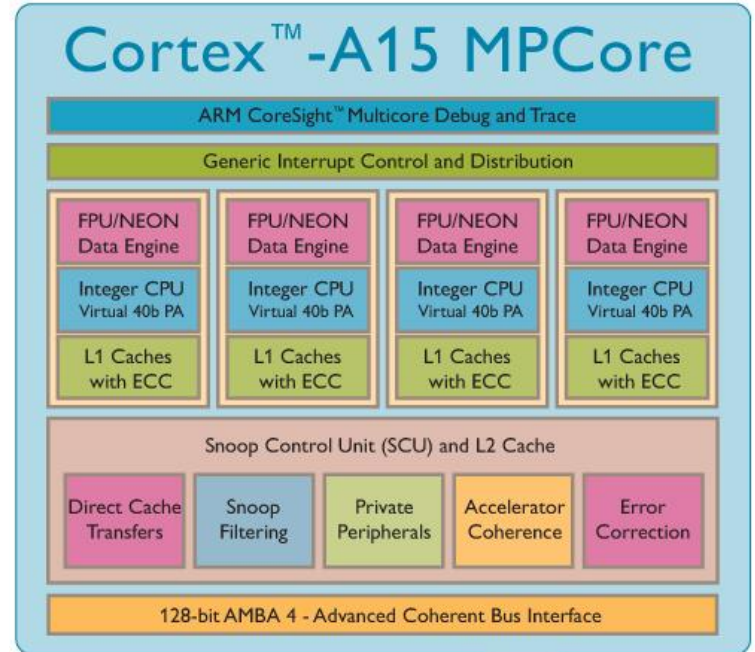 Cortex™-A15 MPCore
ARM CoreSight™ Multicore Debug and Trace
Generic Interrupt Control and Distribution
FPU/NEON
Data Engine
Integer CPU
Virtual 40b PA
L1 Caches
with ECC
FPU/NEON
Data Engine
Integer CPU
Virtual 40b PA
L1 Caches
with ECC
FPU/NEON
Data Engine
Integer CPU
Virtual 40b PA
L1 Caches
with ECC
FPU/NEON
Data Engine
Integer CPU
Virtual 40b PA
L1 Caches
with ECC
Snoop Control Unit (SCU) and L2 Cache
Direct Cache
Transfers
Snoop
Filtering
Private
Peripherals
Accelerator
Coherence
Error
Correction
128-bit AMBA 4 - Advanced Coherent Bus Interface